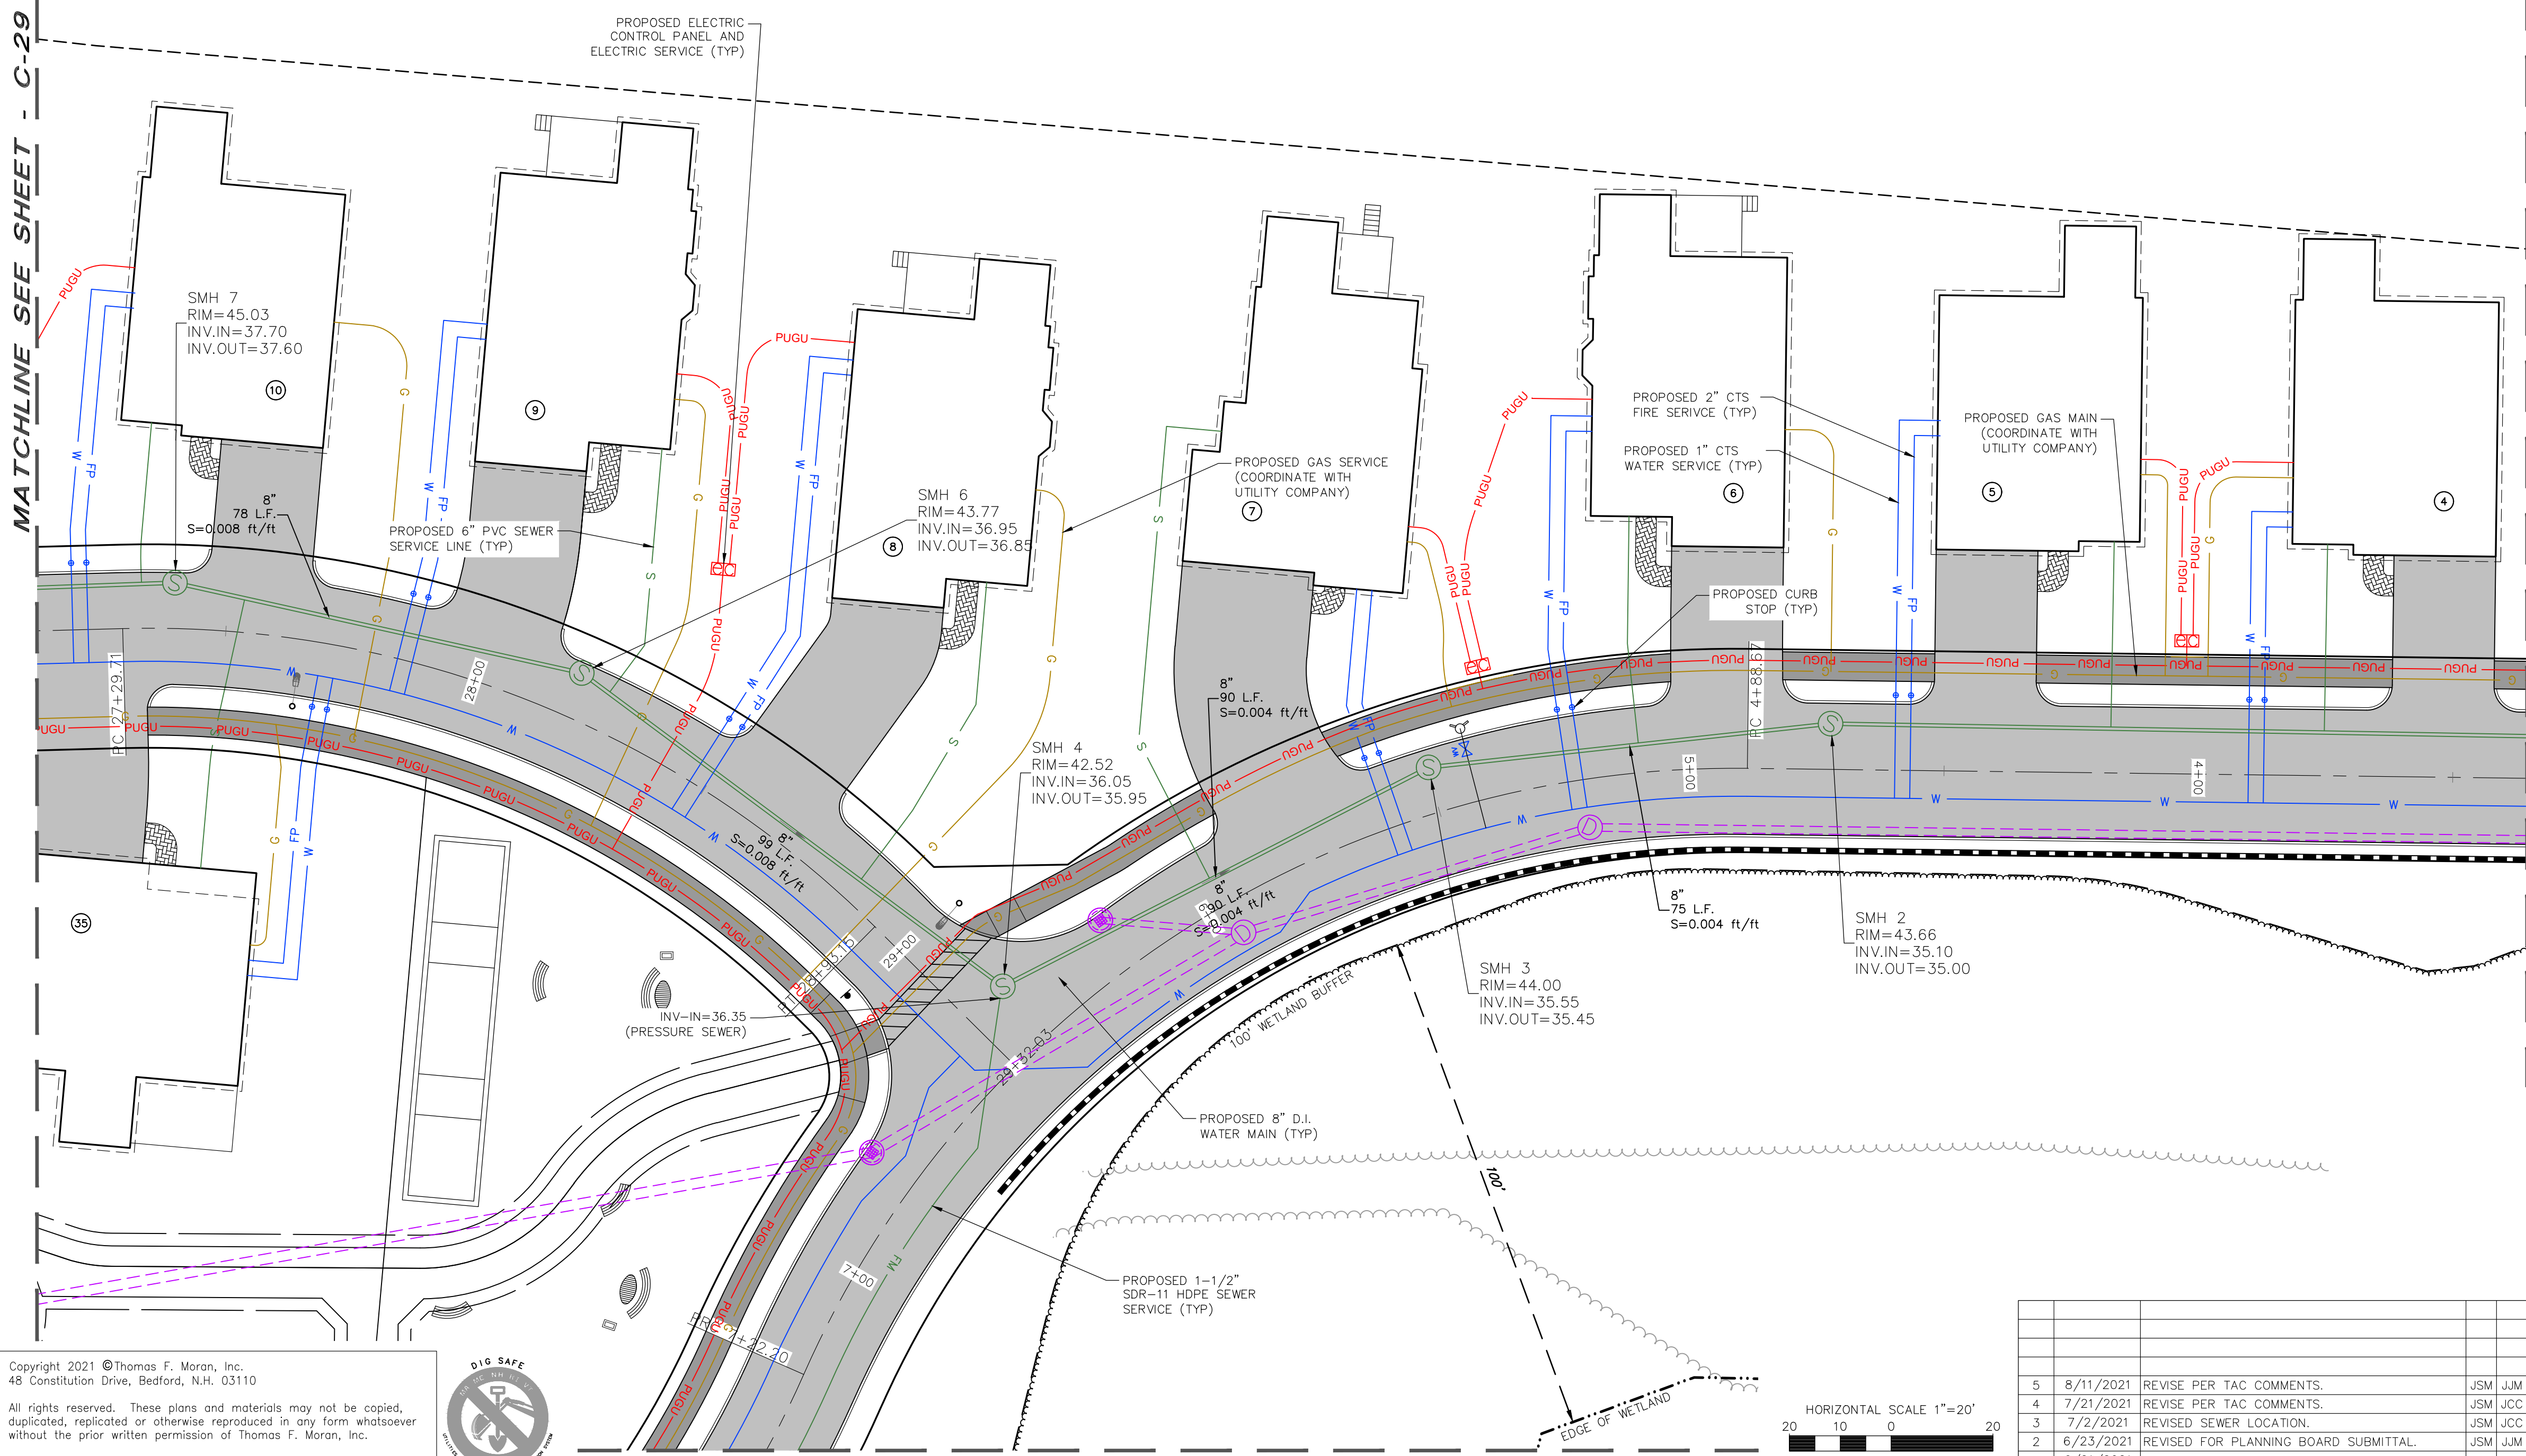 MATCHLINE SEE SHEET - C-29
PROPOSED ELECTRIC
CONTROL PANEL AND
ELECTRIC SERVICE (TYP)
SMH 7
RIM=45.03
INV.IN=37.70
INV.OUT=37.60
10
9
8
7
6
5
4
35
8"
78 L.F.
S=0.008 ft/ft
PROPOSED 6" PVC SEWER
SERVICE LINE (TYP)
SMH 6
RIM=43.77
INV.IN=36.95
INV.OUT=36.85
PROPOSED GAS SERVICE
(COORDINATE WITH
UTILITY COMPANY)
PROPOSED 2" CTS
FIRE SERIVCE (TYP)
PROPOSED 1" CTS
WATER SERVICE (TYP)
PROPOSED GAS MAIN
(COORDINATE WITH
UTILITY COMPANY)
PROPOSED CURB
STOP (TYP)
PC 27+29.71
28+00
8"
90 L.F.
S=0.004 ft/ft
PC 4+88.67
5+00
4+00
SMH 4
RIM=42.52
INV.IN=36.05
INV.OUT=35.95
8"
99 L.F.
S=0.008 ft/ft
8"
90 L.F.
S=0.004 ft/ft
8"
75 L.F.
S=0.004 ft/ft
SMH 2
RIM=43.66
INV.IN=35.10
INV.OUT=35.00
SMH 3
RIM=44.00
INV.IN=35.55
INV.OUT=35.45
29+00
INV-IN=36.35
(PRESSURE SEWER)
29+32.03
100' WETLAND BUFFER
PROPOSED 8" D.I.
WATER MAIN (TYP)
100'
7+00
FM
PROPOSED 1-1/2"
SDR-11 HDPE SEWER
SERVICE (TYP)
EDGE OF WETLAND
HORIZONTAL SCALE 1"=20'
20 10 0 20
5 8/11/2021 REVISE PER TAC COMMENTS. JSM JJM
4 7/21/2021 REVISE PER TAC COMMENTS. JSM JCC
3 7/2/2021 REVISED SEWER LOCATION. JSM JCC
2 6/23/2021 REVISED FOR PLANNING BOARD SUBMITTAL. JSM JJM
Copyright 2021 ©Thomas F. Moran, Inc.
48 Constitution Drive, Bedford, N.H. 03110
All rights reserved. These plans and materials may not be copied,
duplicated, replicated or otherwise reproduced in any form whatsoever
without the prior written permission of Thomas F. Moran, Inc.
DIG SAFE